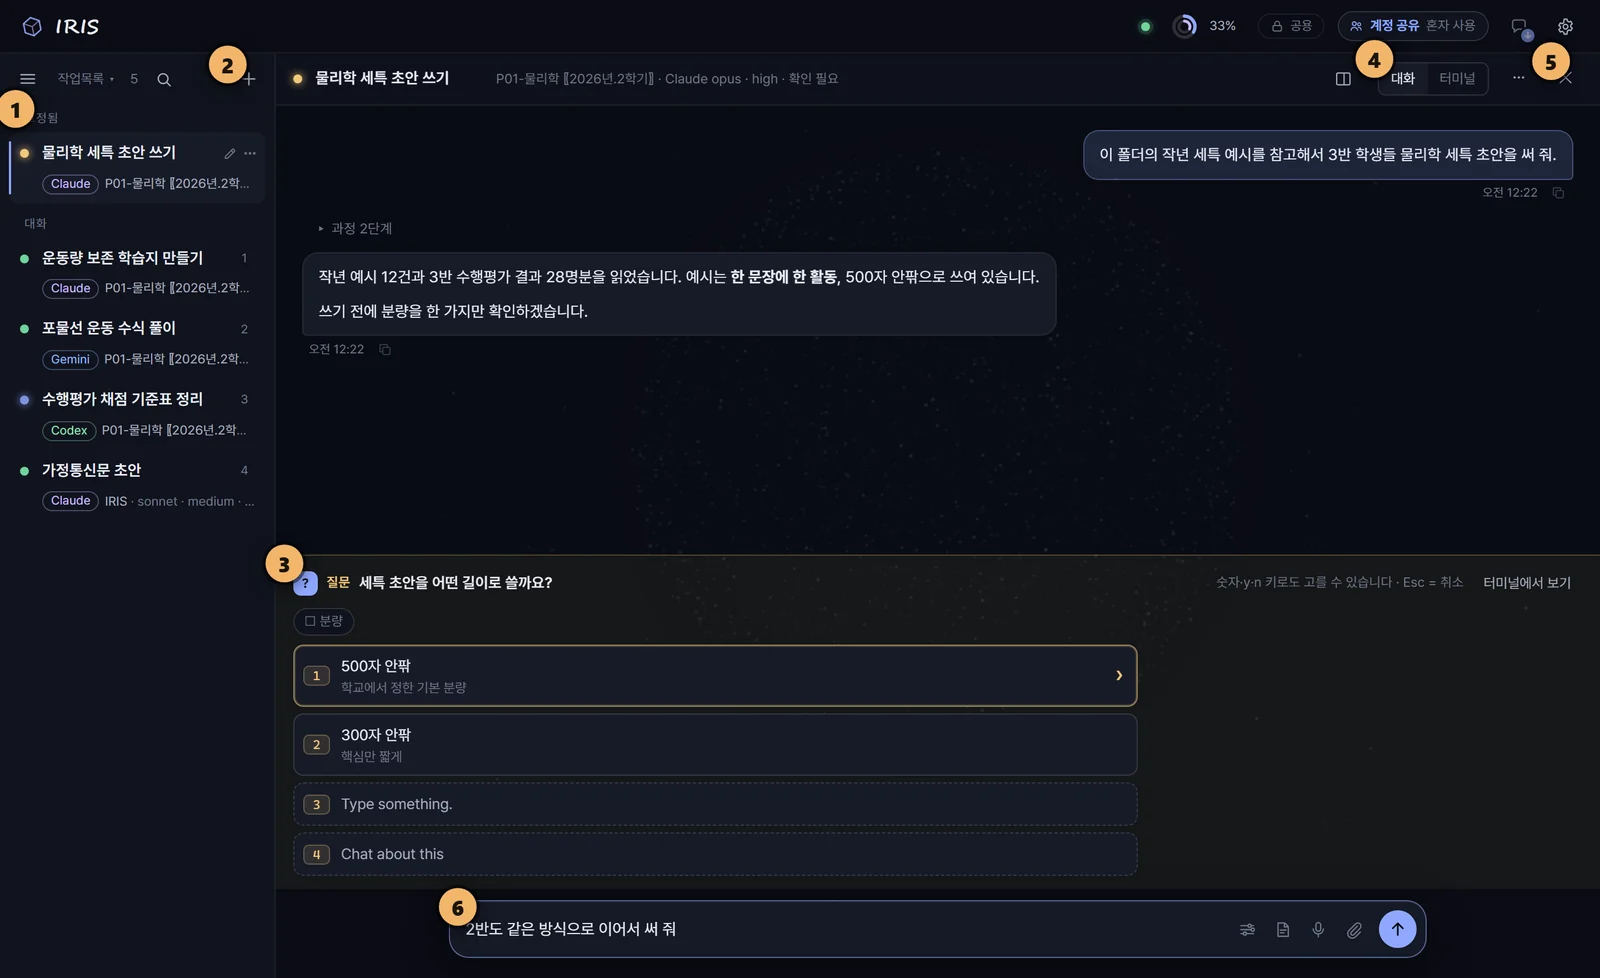 IRIS
33%
공용
계정 공유 혼자 사용
작업목록
5
2
1
정됨
물리학 세특 초안 쓰기
Claude P01-물리학 〖2026년.2학...
대화
운동량 보존 학습지 만들기 1
Claude P01-물리학 〖2026년.2학...
포물선 운동 수식 풀이 2
Gemini P01-물리학 〖2026년.2학...
수행평가 채점 기준표 정리 3
Codex P01-물리학 〖2026년.2학...
가정통신문 초안 4
Claude IRIS · sonnet · medium · ...
물리학 세특 초안 쓰기
P01-물리학 〖2026년.2학기〗 · Claude opus · high · 확인 필요
4
대화
터미널
5
이 폴더의 작년 세특 예시를 참고해서 3반 학생들 물리학 세특 초안을 써 줘.
오전 12:22
과정 2단계
작년 예시 12건과 3반 수행평가 결과 28명분을 읽었습니다. 예시는 한 문장에 한 활동, 500자 안팎으로 쓰여 있습니다.
쓰기 전에 분량을 한 가지만 확인하겠습니다.
오전 12:22
3
? 질문 세특 초안을 어떤 길이로 쓸까요?
숫자·y·n 키로도 고를 수 있습니다 · Esc = 취소
터미널에서 보기
분량
1 500자 안팎
학교에서 정한 기본 분량
2 300자 안팎
핵심만 짧게
3 Type something.
4 Chat about this
6
2반도 같은 방식으로 이어서 써 줘